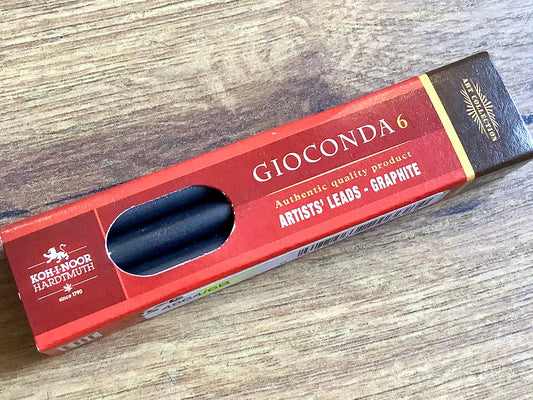 GIOCONDA 6
Authentic quality product
ARTISTS' LEADS - GRAPHITE
KOH-I-NOOR
HARDTMUTH
since 1790
ART COLLECTION